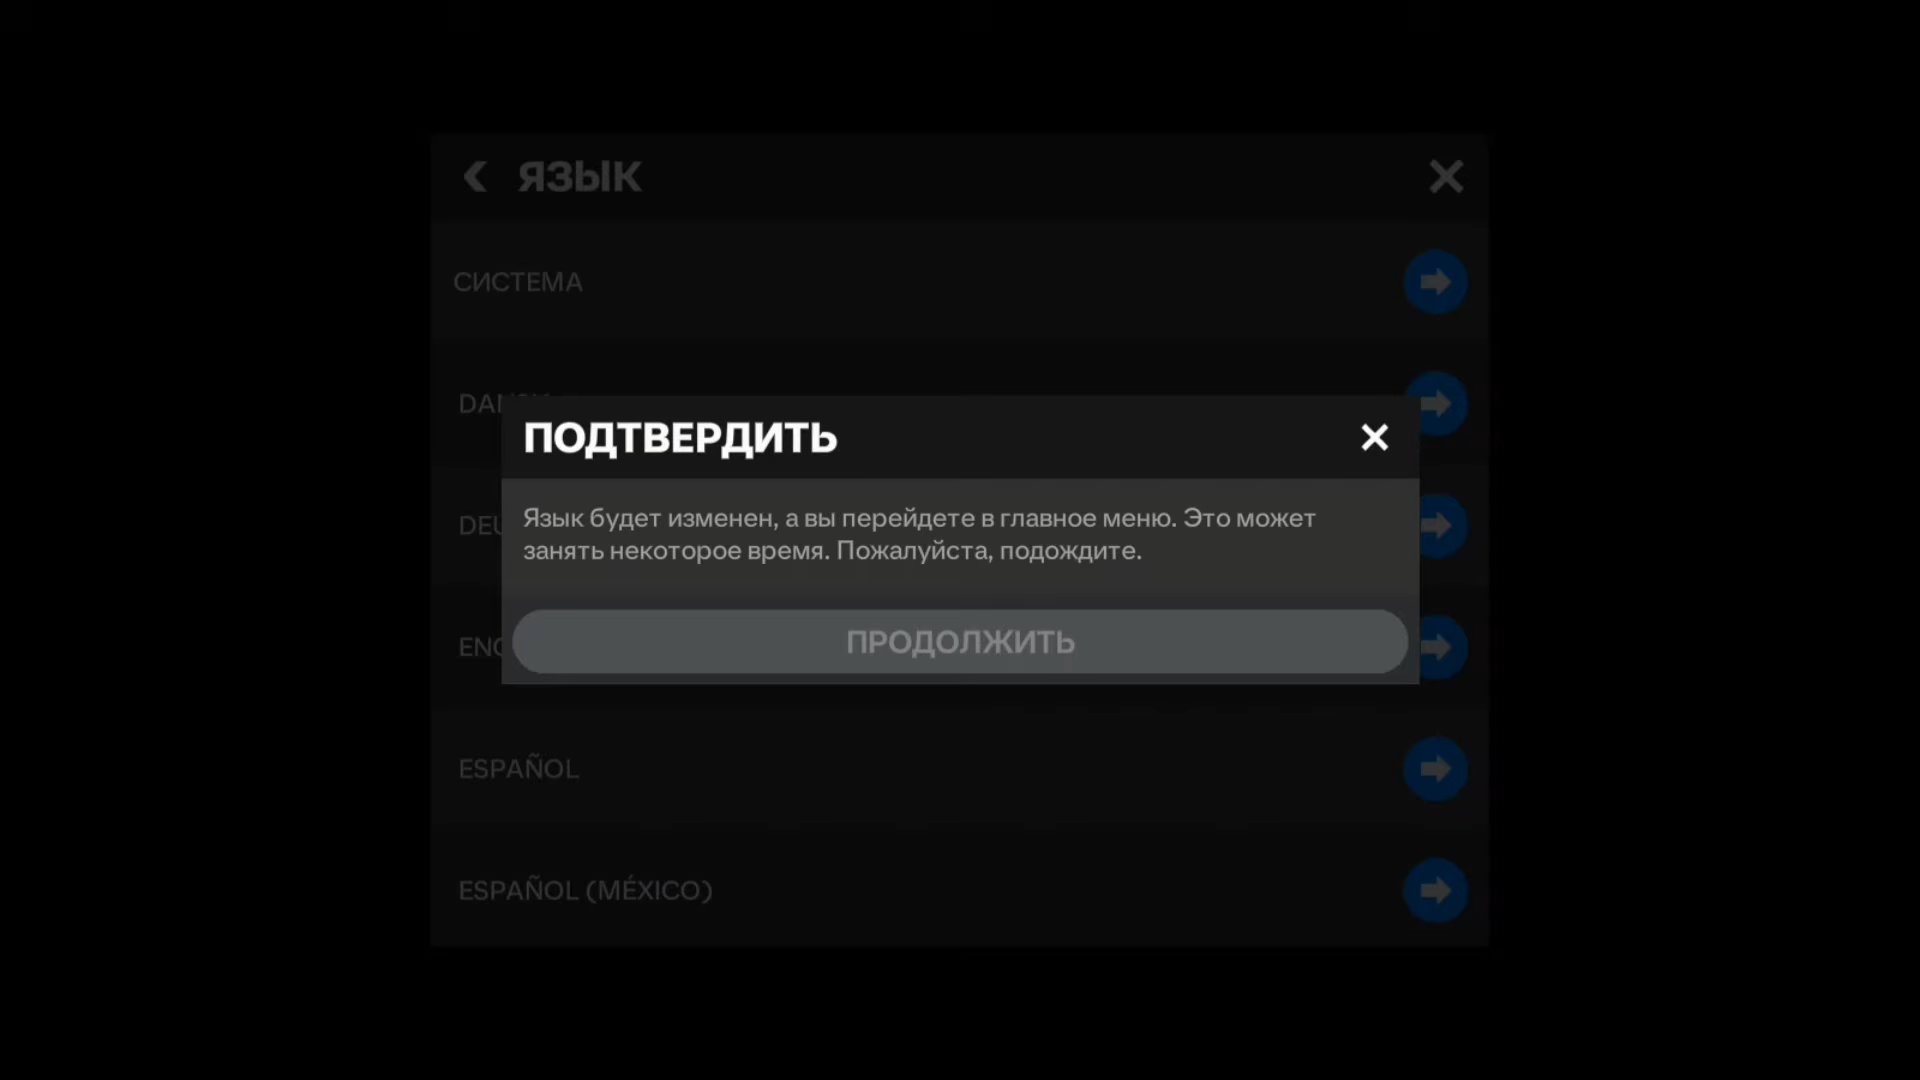 ЯЗЫК
СИСТЕМА
ПОДТВЕРДИТЬ
Язык будет изменен, а вы перейдете в главное меню. Это может
занять некоторое время. Пожалуйста, подождите.
ПРОДОЛЖИТЬ
ESPAÑOL
ESPAÑOL (MÉXICO)